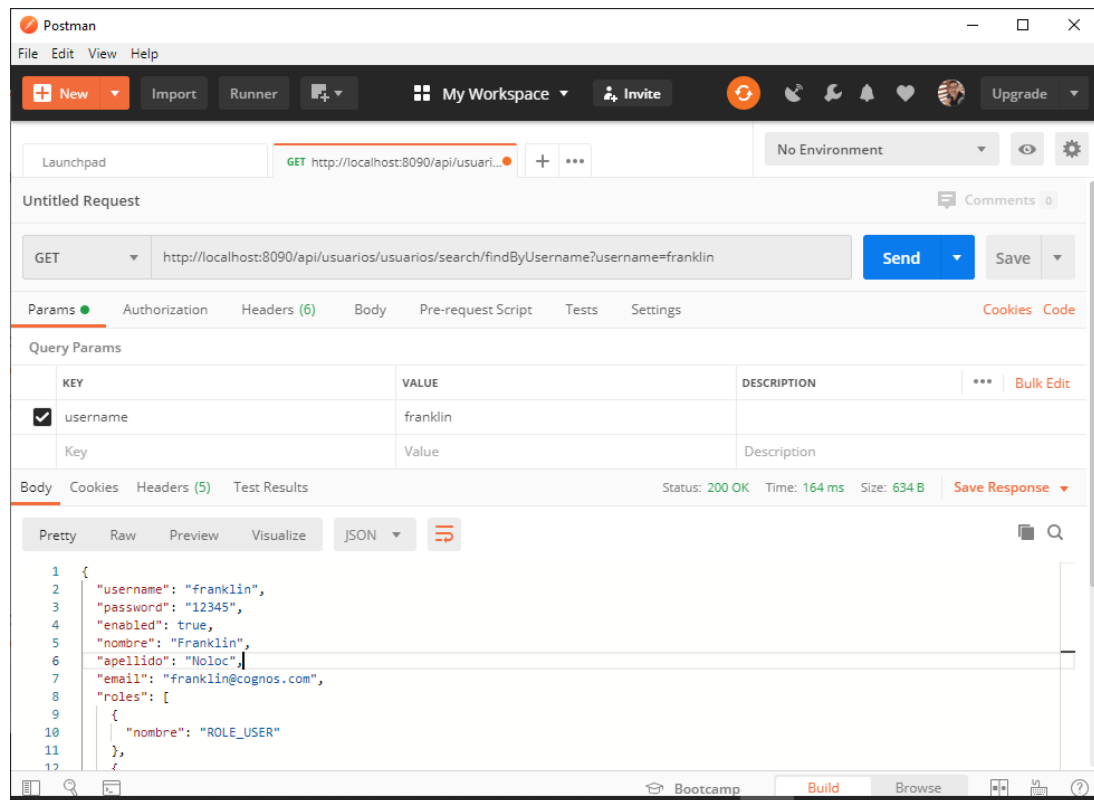 Postman
File Edit View Help
New Import Runner My Workspace Invite Upgrade
Launchpad GET http://localhost:8090/api/usuari... No Environment
Untitled Request Comments 0
GET http://localhost:8090/api/usuarios/usuarios/search/findByUsername?username=franklin Send Save
Params Authorization Headers (6) Body Pre-request Script Tests Settings Cookies Code
Query Params
KEY VALUE DESCRIPTION ••• Bulk Edit
username franklin
Key Value Description
Body Cookies Headers (5) Test Results Status: 200 OK Time: 164 ms Size: 634 B Save Response
Pretty Raw Preview Visualize JSON
1 {
2 "username": "franklin",
3 "password": "12345",
4 "enabled": true,
5 "nombre": "Franklin",
6 "apellido": "Noloc",
7 "email": "franklin@cognos.com",
8 "roles": [
9 {
10 "nombre": "ROLE_USER"
11 },
12 {
Bootcamp Build Browse